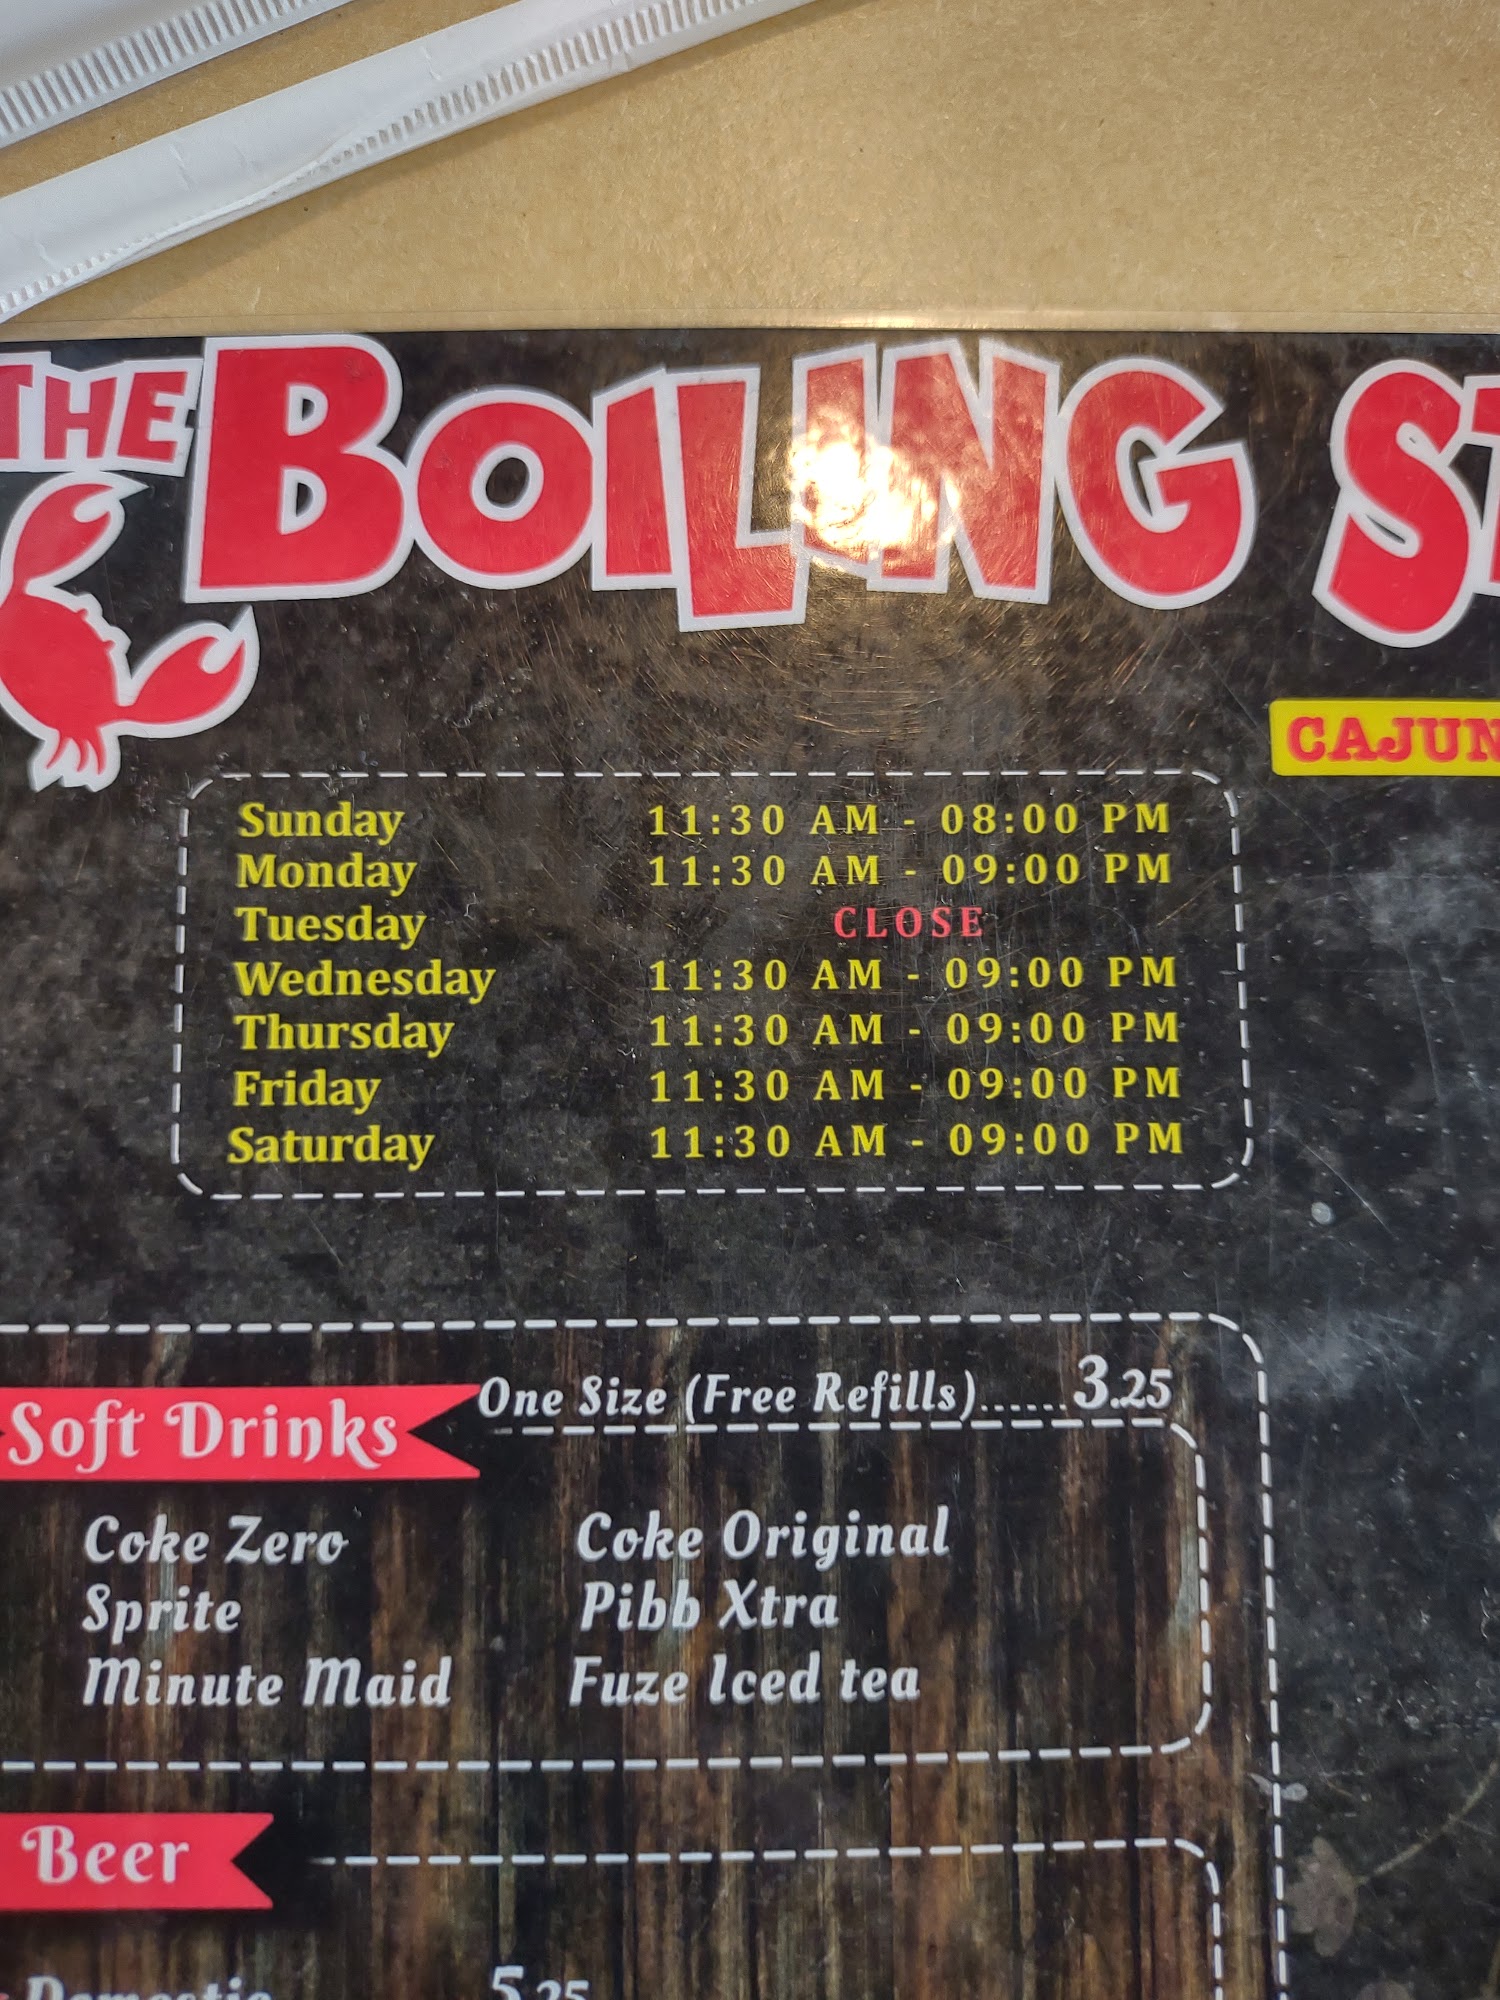 THE BOILING
CAJUN
Sunday 11:30 AM - 08:00 PM
Monday 11:30 AM - 09:00 PM
Tuesday CLOSE
Wednesday 11:30 AM - 09:00 PM
Thursday 11:30 AM - 09:00 PM
Friday 11:30 AM - 09:00 PM
Saturday 11:30 AM - 09:00 PM
Soft Drinks One Size (Free Refills)......3.25
Coke Zero Coke Original
Sprite Pibb Xtra
Minute Maid Fuze Iced tea
Beer
Domestic 5.25